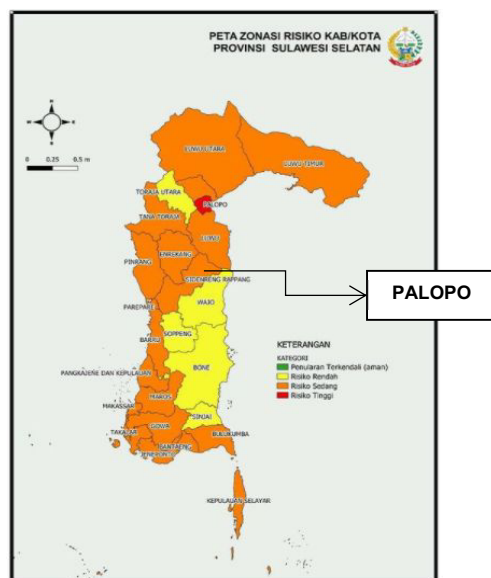 PETA ZONASI RISIKO KAB/KOTA
PROVINSI SULAWESI SELATAN
0 0.25 0.5 m
LUWU UTARA
LUWU TIMUR
TORAJA UTARA
PALOPO
TANA TORAJA
LUWU
ENREKANG
PINRANG
SIDENRENG RAPPANG
PALOPO
WAJO
PAREPARE
SOPPENG
BARRU
KETERANGAN
KATEGORI
Penularan Terkendali (aman)
Risiko Rendah
Risiko Sedang
Risiko Tinggi
BONE
PANGKAJENE DAN KEPULAUAN
MAROS
MAKASSAR
SINJAI
GOWA
TAKALAR
BULUKUMBA
BANTAENG
JENEPONTO
KEPULAUAN SELAYAR